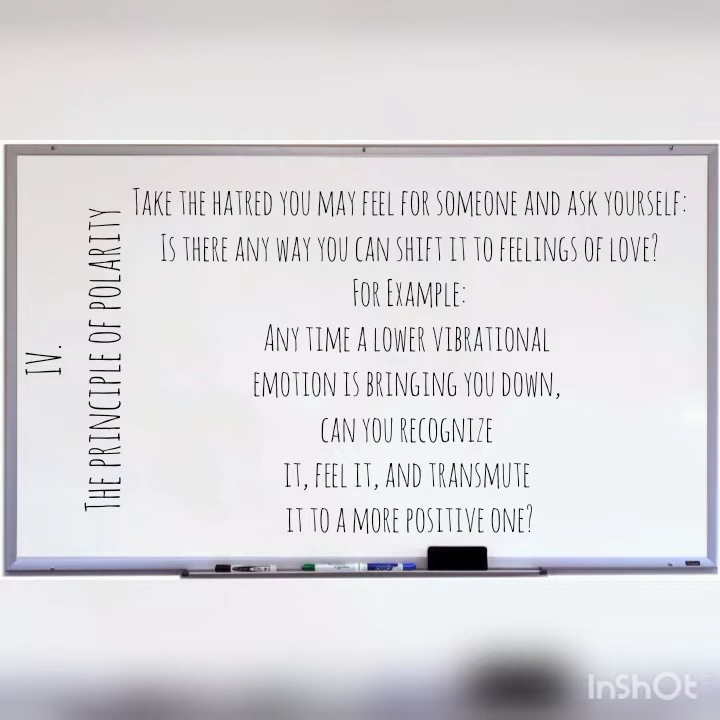 IV.
THE PRINCIPLE OF POLARITY
TAKE THE HATRED YOU MAY FEEL FOR SOMEONE AND ASK YOURSELF:
IS THERE ANY WAY YOU CAN SHIFT IT TO FEELINGS OF LOVE?
FOR EXAMPLE:
ANY TIME A LOWER VIBRATIONAL
EMOTION IS BRINGING YOU DOWN,
CAN YOU RECOGNIZE
IT, FEEL IT, AND TRANSMUTE
IT TO A MORE POSITIVE ONE?
InShOt